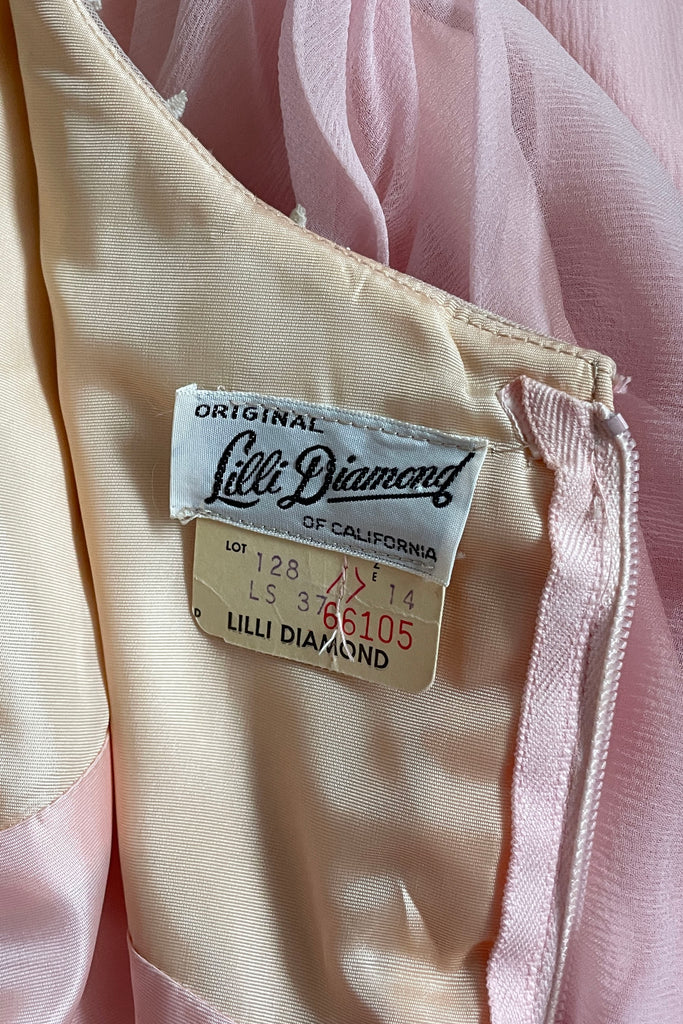 ORIGINAL
Lilli Diamond
OF CALIFORNIA
LOT 128 14
LS 37 66105
LILLI DIAMOND